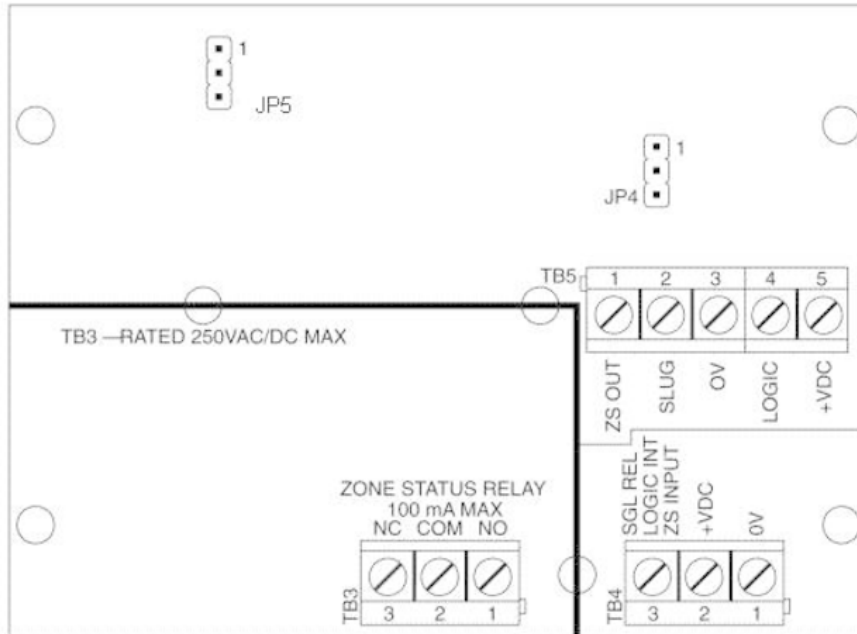 1
JP5
1
JP4
TB5
1 2 3 4 5
TB3 —RATED 250VAC/DC MAX
ZS OUT
SLUG
OV
LOGIC
+VDC
ZONE STATUS RELAY
100 mA MAX
NC COM NO
TB3
3 2 1
SGL REL
LOGIC INT
ZS INPUT
+VDC
0V
TB4
3 2 1